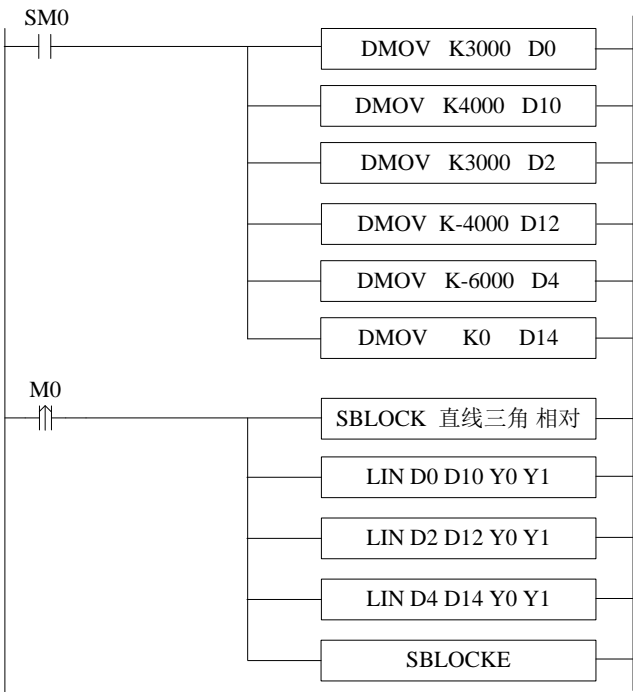 SM0
DMOV K3000 D0
DMOV K4000 D10
DMOV K3000 D2
DMOV K-4000 D12
DMOV K-6000 D4
DMOV K0 D14
M0
SBLOCK 直线三角 相对
LIN D0 D10 Y0 Y1
LIN D2 D12 Y0 Y1
LIN D4 D14 Y0 Y1
SBLOCKE